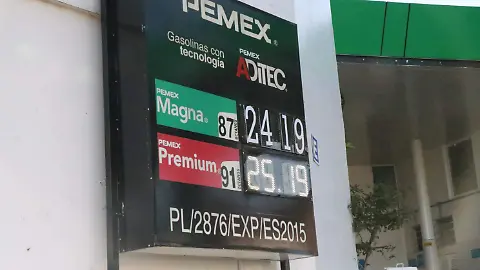 PEMEX
Gasolinas con
tecnología
PEMEX
ADITEC
PEMEX
Magna 87 24 19
PEMEX
Premium 91 25.19
PL/2876/EXP/ES2015